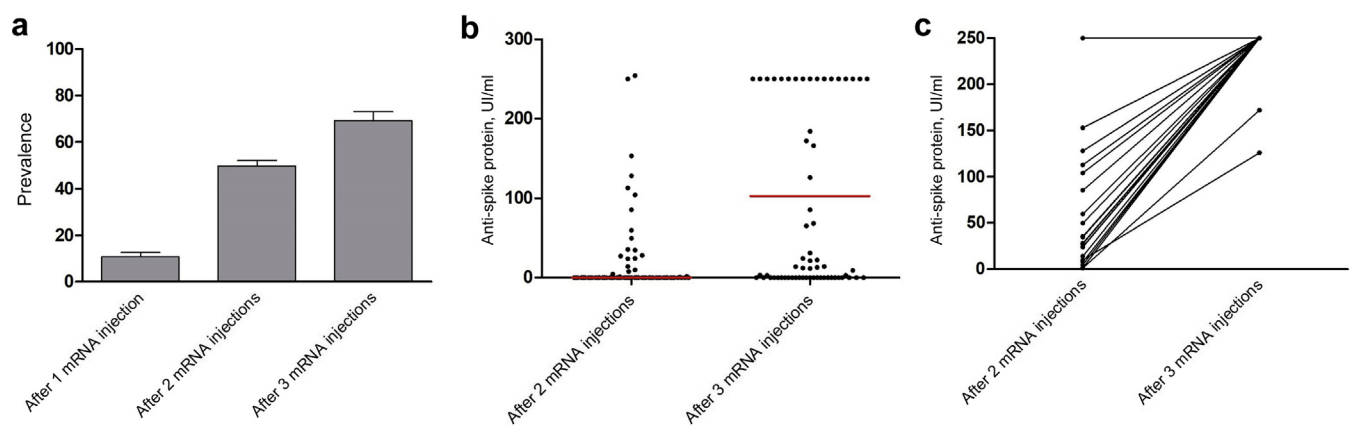 a
100
80
60
40
20
0
Prevalence
After 1 mRNA injection
After 2 mRNA injections
After 3 mRNA injections
b
300
200
100
0
Anti-spike protein, UI/ml
After 2 mRNA injections
After 3 mRNA injections
c
250
200
150
100
50
0
Anti-spike protein, UI/ml
After 2 mRNA injections
After 3 mRNA injections